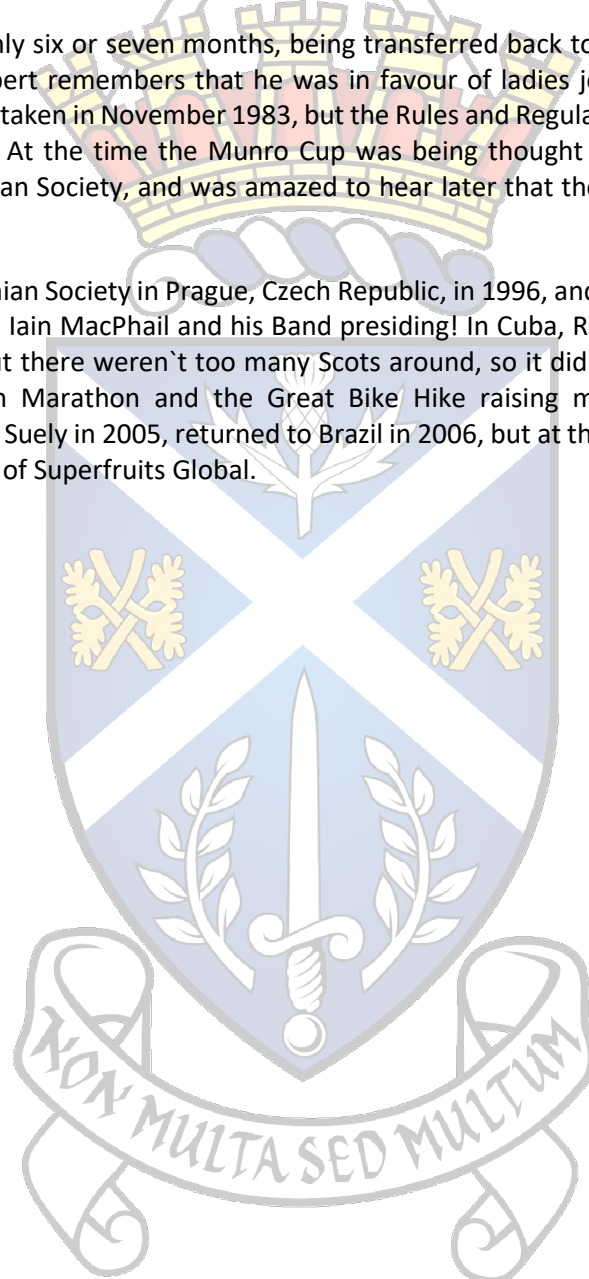 nly six or seven months, being transferred back to
pert remembers that he was in favour of ladies j
taken in November 1983, but the Rules and Regula
At the time the Munro Cup was being thought
ian Society, and was amazed to hear later that the
nian Society in Prague, Czech Republic, in 1996, and
Iain MacPhail and his Band presiding! In Cuba, R
ut there weren`t too many Scots around, so it did
n Marathon and the Great Bike Hike raising m
Suely in 2005, returned to Brazil in 2006, but at th
of Superfruits Global.
NON MULTA SED MULTUM